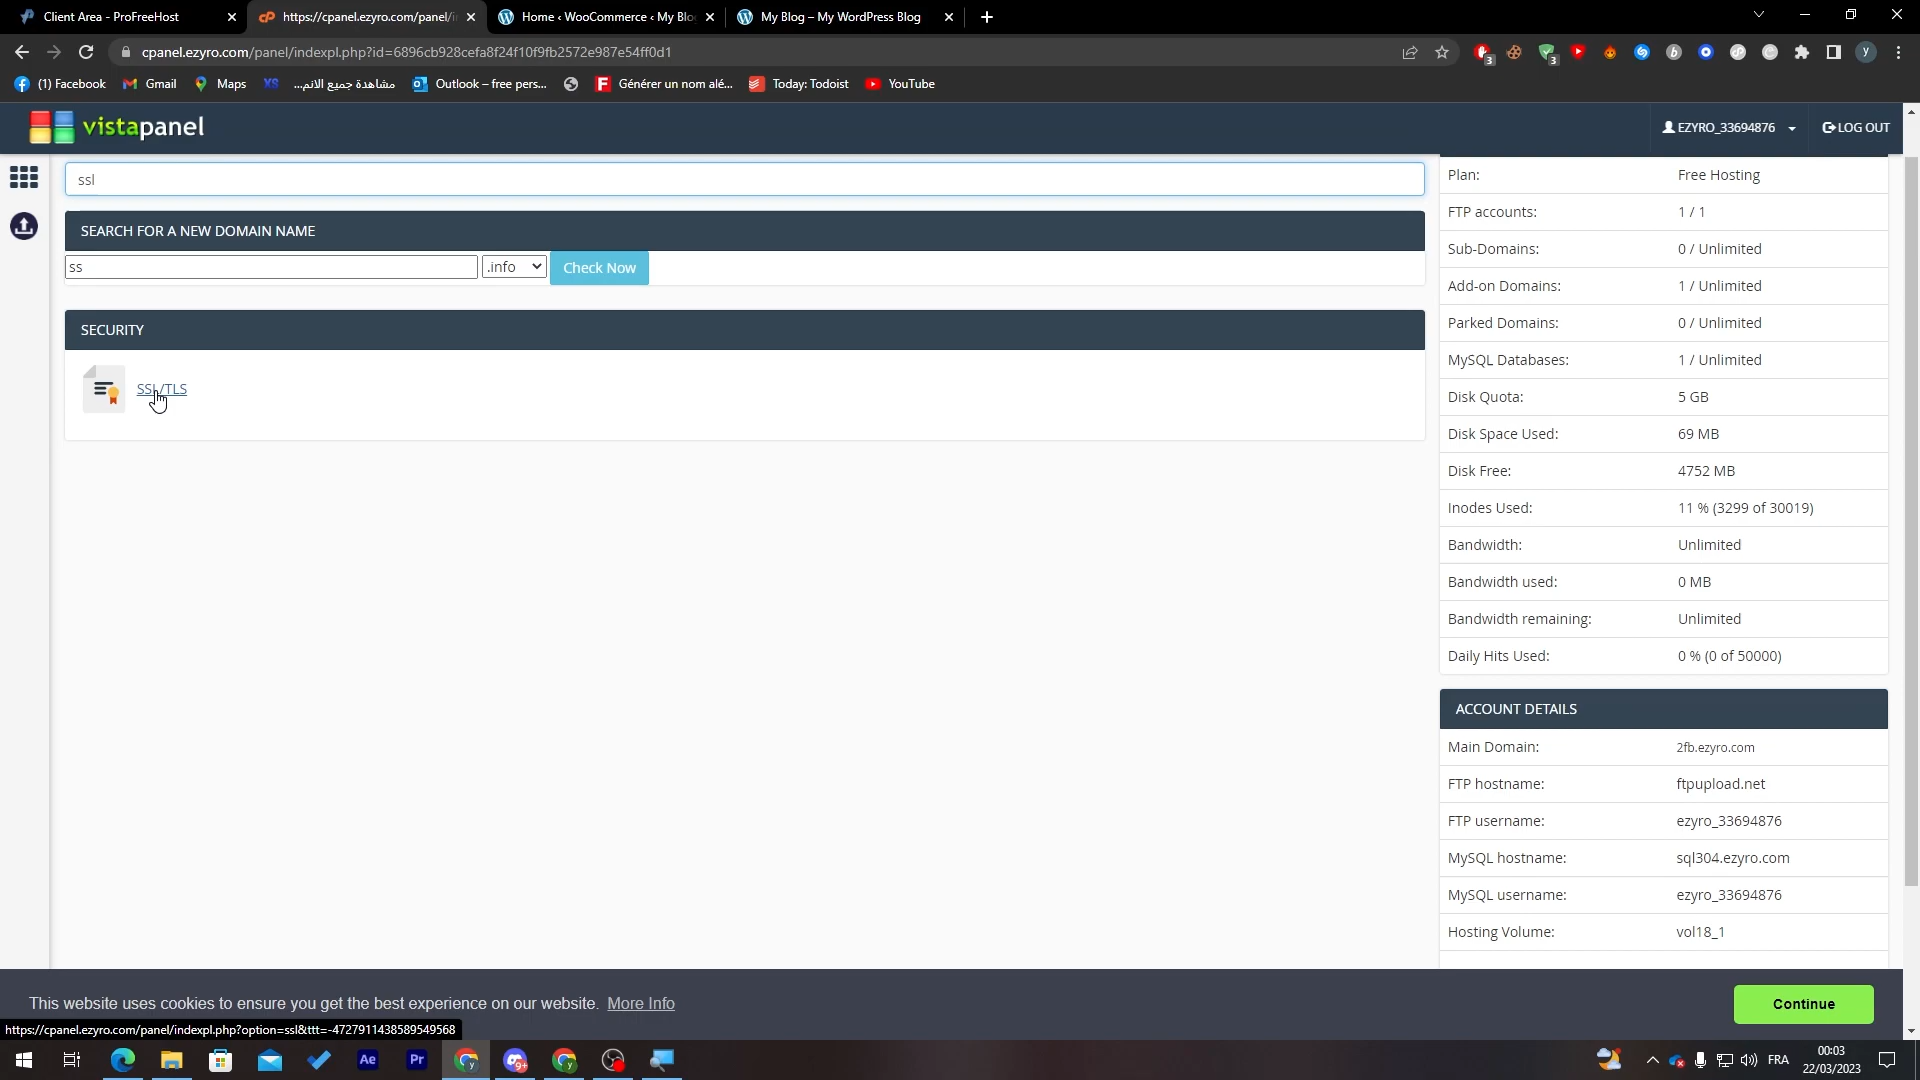 Client Area - ProFreeHost
https://cpanel.ezyro.com/panel/i
Home ‹ WooCommerce ‹ My Blo
My Blog – My WordPress Blog
cpanel.ezyro.com/panel/indexpl.php?id=6896cb928cefa8f24f10f9fb2572e987e54ff0d1
3
3
b
y
(1) Facebook
Gmail
Maps
XS
مشاهدة جميع الانم...
Outlook – free pers...
Générer un nom alé...
Today: Todoist
YouTube
vistapanel
EZYRO_33694876
LOG OUT
ssl
SEARCH FOR A NEW DOMAIN NAME
ss
.info
Check Now
SECURITY
SSL/TLS
Plan: Free Hosting
FTP accounts: 1 / 1
Sub-Domains: 0 / Unlimited
Add-on Domains: 1 / Unlimited
Parked Domains: 0 / Unlimited
MySQL Databases: 1 / Unlimited
Disk Quota: 5 GB
Disk Space Used: 69 MB
Disk Free: 4752 MB
Inodes Used: 11 % (3299 of 30019)
Bandwidth: Unlimited
Bandwidth used: 0 MB
Bandwidth remaining: Unlimited
Daily Hits Used: 0 % (0 of 50000)
ACCOUNT DETAILS
Main Domain: 2fb.ezyro.com
FTP hostname: ftpupload.net
FTP username: ezyro_33694876
MySQL hostname: sql304.ezyro.com
MySQL username: ezyro_33694876
Hosting Volume: vol18_1
This website uses cookies to ensure you get the best experience on our website. More Info
Continue
https://cpanel.ezyro.com/panel/indexpl.php?option=ssl&ttt=-4727911438589549568
Ae
Pr
9+
FRA
00:03
22/03/2023